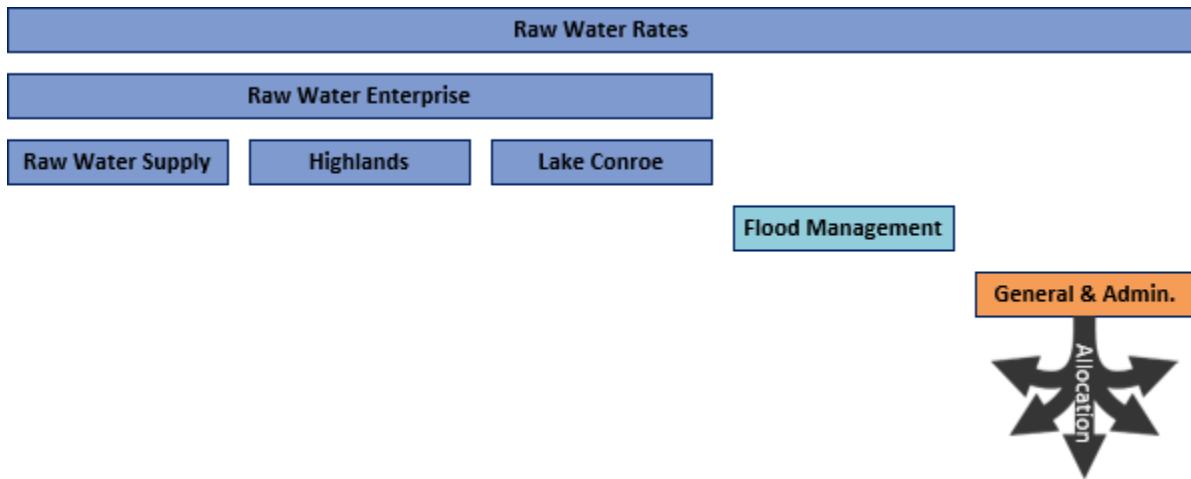 Raw Water Rates
Raw Water Enterprise
Raw Water Supply
Highlands
Lake Conroe
Flood Management
General & Admin.
Allocation